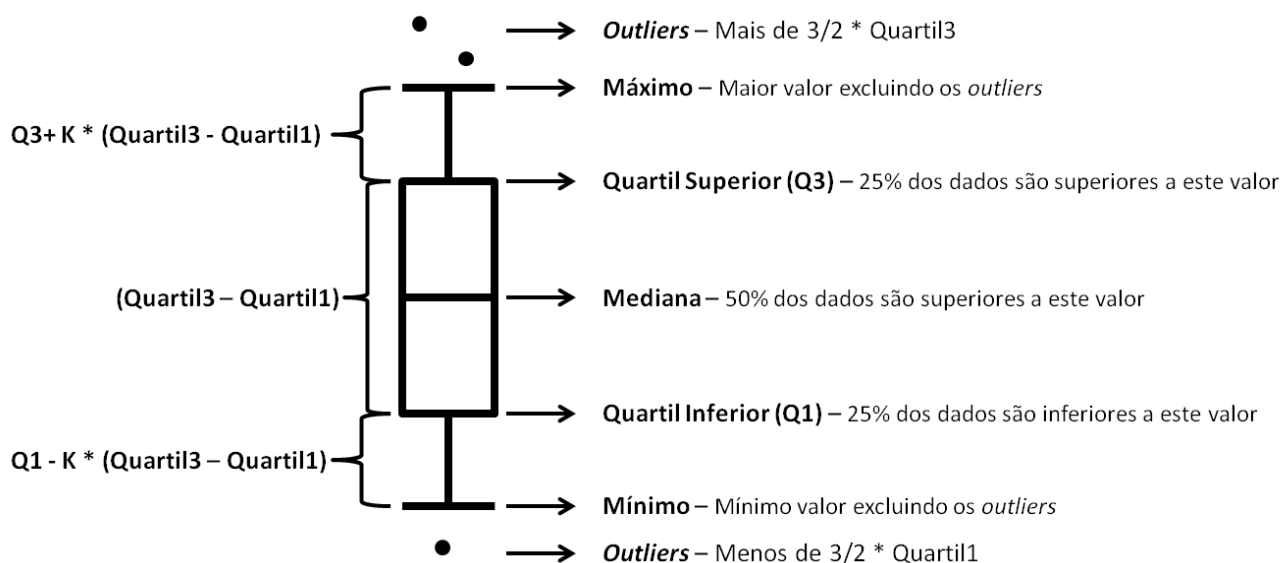 Outliers – Mais de 3/2 * Quartil3
Máximo – Maior valor excluindo os outliers
Q3+ K * (Quartil3 - Quartil1)
Quartil Superior (Q3) – 25% dos dados são superiores a este valor
(Quartil3 – Quartil1)
Mediana – 50% dos dados são superiores a este valor
Quartil Inferior (Q1) – 25% dos dados são inferiores a este valor
Q1 - K * (Quartil3 – Quartil1)
Mínimo – Mínimo valor excluindo os outliers
Outliers – Menos de 3/2 * Quartil1